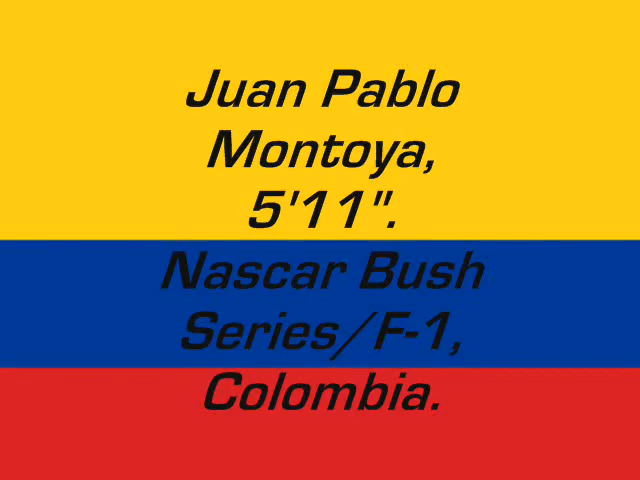 Juan Pablo
Montoya,
5'11".
Nascar Bush
Series/F-1,
Colombia.